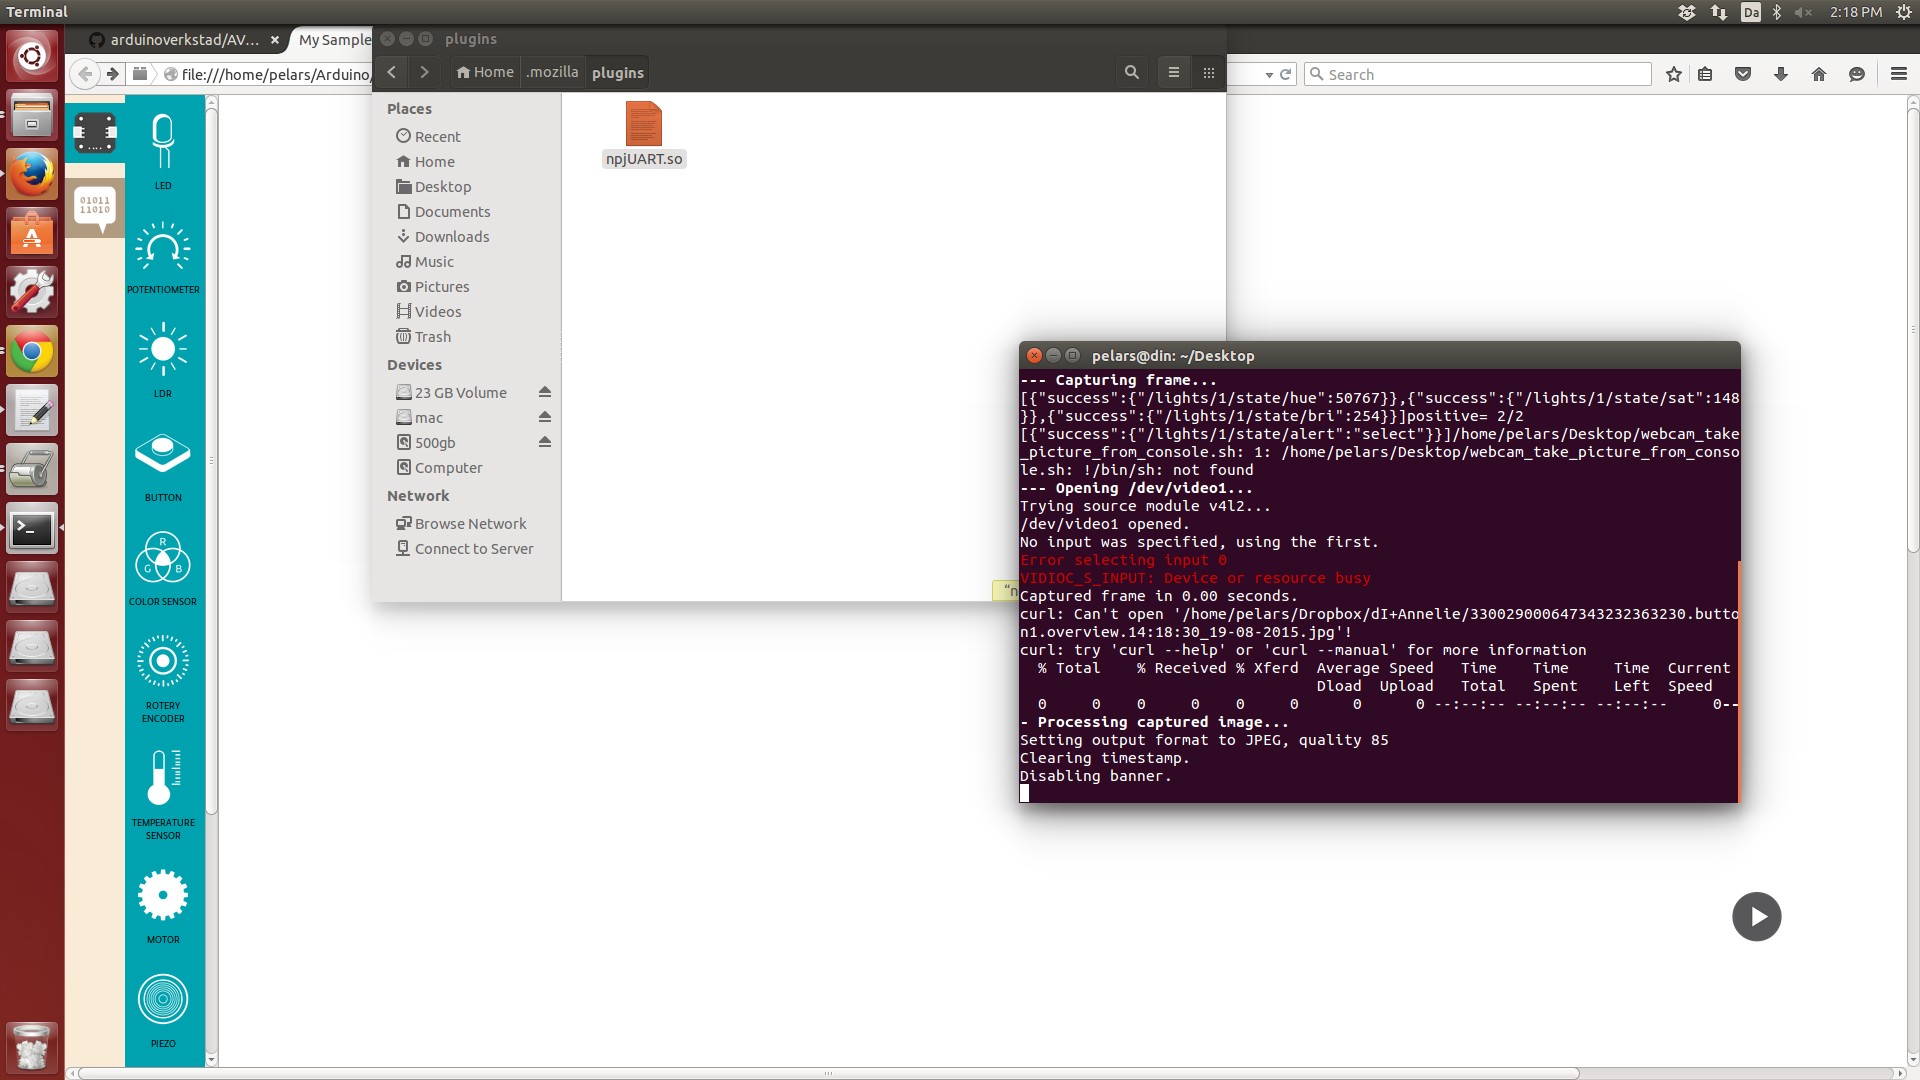 Terminal
Da
2:18 PM
arduinoverkstad/AV...
My Sample
file:///home/pelars/Arduino/
Search
plugins
Home
.mozilla
plugins
Places
Recent
Home
Desktop
Documents
Downloads
Music
Pictures
Videos
Trash
Devices
23 GB Volume
mac
500gb
Computer
Network
Browse Network
Connect to Server
npjUART.so
"n
01011
11010
LED
POTENTIOMETER
LDR
BUTTON
R
G B
COLOR SENSOR
ROTERY
ENCODER
TEMPERATURE
SENSOR
MOTOR
PIEZO
pelars@din: ~/Desktop
--- Capturing frame...
[{"success":{"/lights/1/state/hue":50767}},{"success":{"/lights/1/state/sat":148
}},{"success":{"/lights/1/state/bri":254}}]positive= 2/2
[{"success":{"/lights/1/state/alert":"select"}}]/home/pelars/Desktop/webcam_take
_picture_from_console.sh: 1: /home/pelars/Desktop/webcam_take_picture_from_conso
le.sh: !/bin/sh: not found
--- Opening /dev/video1...
Trying source module v4l2...
/dev/video1 opened.
No input was specified, using the first.
Error selecting input 0
VIDIOC_S_INPUT: Device or resource busy
Captured frame in 0.00 seconds.
curl: Can't open '/home/pelars/Dropbox/dI+Annelie/330029000647343232363230.butto
n1.overview.14:18:30_19-08-2015.jpg'!
curl: try 'curl --help' or 'curl --manual' for more information
% Total % Received % Xferd Average Speed Time Time Time Current
Dload Upload Total Spent Left Speed
0 0 0 0 0 0 0 0 --:--:-- --:--:-- --:--:-- 0--
- Processing captured image...
Setting output format to JPEG, quality 85
Clearing timestamp.
Disabling banner.